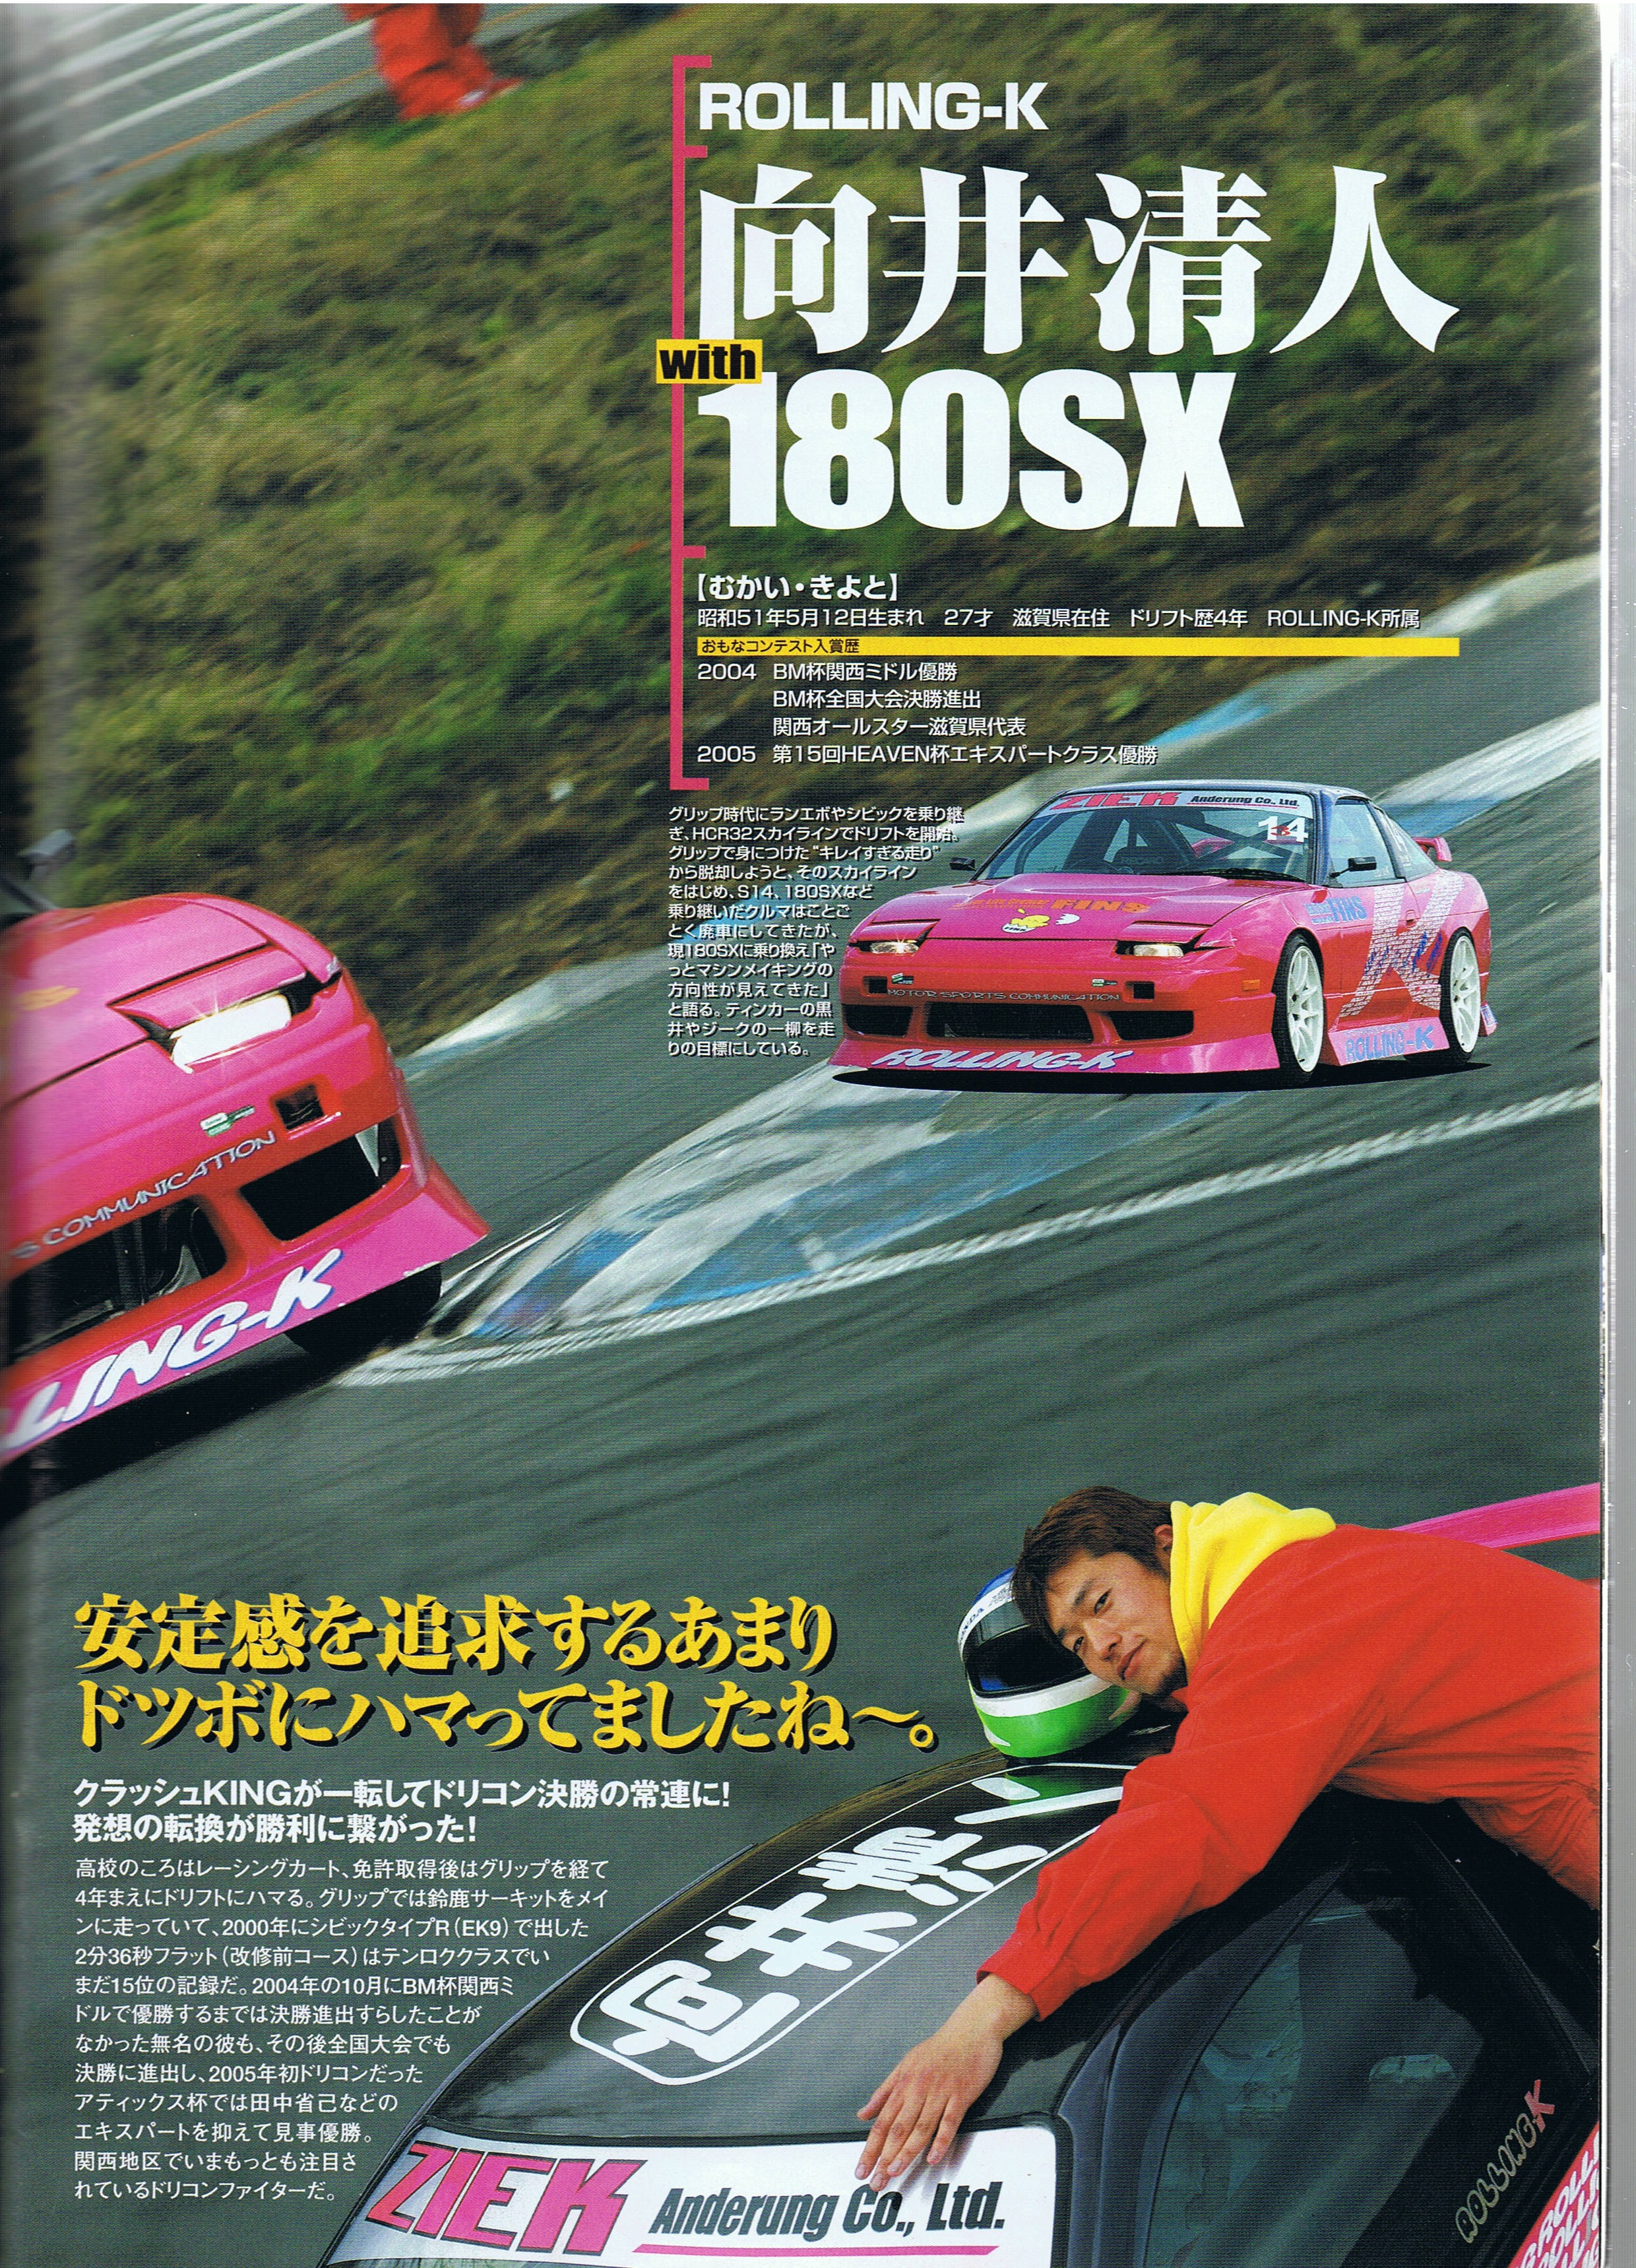 ROLLING-K
向井清人
with
180SX
【むかい・きよと】
昭和51年5月12日生まれ　27才　滋賀県在住　ドリフト歴4年　ROLLING-K所属
おもなコンテスト入賞歴
2004　BM杯関西ミドル優勝
BM杯全国大会決勝進出
関西オールスター滋賀県代表
2005　第15回HEAVEN杯エキスパートクラス優勝
グリップ時代にランエボやシビックを乗り継
ぎ、HCR32スカイラインでドリフトを開始。
グリップで身につけた“キレイすぎる走り”
から脱却しようと、そのスカイライン
をはじめ、S14、180SXなど
乗り継いだクルマはことご
とく廃車にしてきたが、
現180SXに乗り換え「や
っとマシンメイキングの
方向性が見えてきた」
と語る。ティンカーの黒
井やジークの一柳を走
りの目標にしている。
ZIEK Anderung Co., Ltd.
14
FINS
FINS
MOTOR SPORTS COMMUNICATION
ROLLING-K
ROLLING-K
S COMMUNICATION
LLING-K
安定感を追求するあまり
ドツボにハマってましたね〜。
クラッシュKINGが一転してドリコン決勝の常連に！
発想の転換が勝利に繋がった！
高校のころはレーシングカート、免許取得後はグリップを経て
4年まえにドリフトにハマる。グリップでは鈴鹿サーキットをメイ
ンに走っていて、2000年にシビックタイプR（EK9）で出した
2分36秒フラット（改修前コース）はテンロククラスでい
まだ15位の記録だ。2004年の10月にBM杯関西ミ
ドルで優勝するまでは決勝進出すらしたことが
なかった無名の彼も、その後全国大会でも
決勝に進出し、2005年初ドリコンだった
アティックス杯では田中省己などの
エキスパートを抑えて見事優勝。
関西地区でいまもっとも注目さ
れているドリコンファイターだ。
向井清人
ZIEK Anderung Co., Ltd.
ROLLING-K